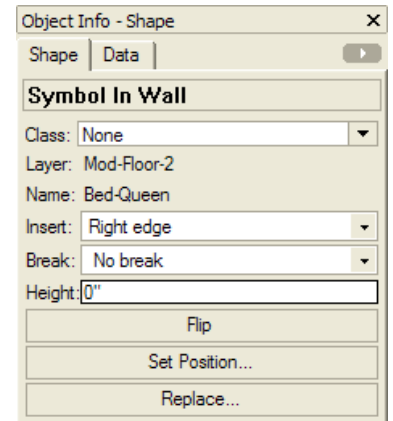 Object Info - Shape
Shape Data
Symbol In Wall
Class: None
Layer: Mod-Floor-2
Name: Bed-Queen
Insert: Right edge
Break: No break
Height: 0"
Flip
Set Position...
Replace...